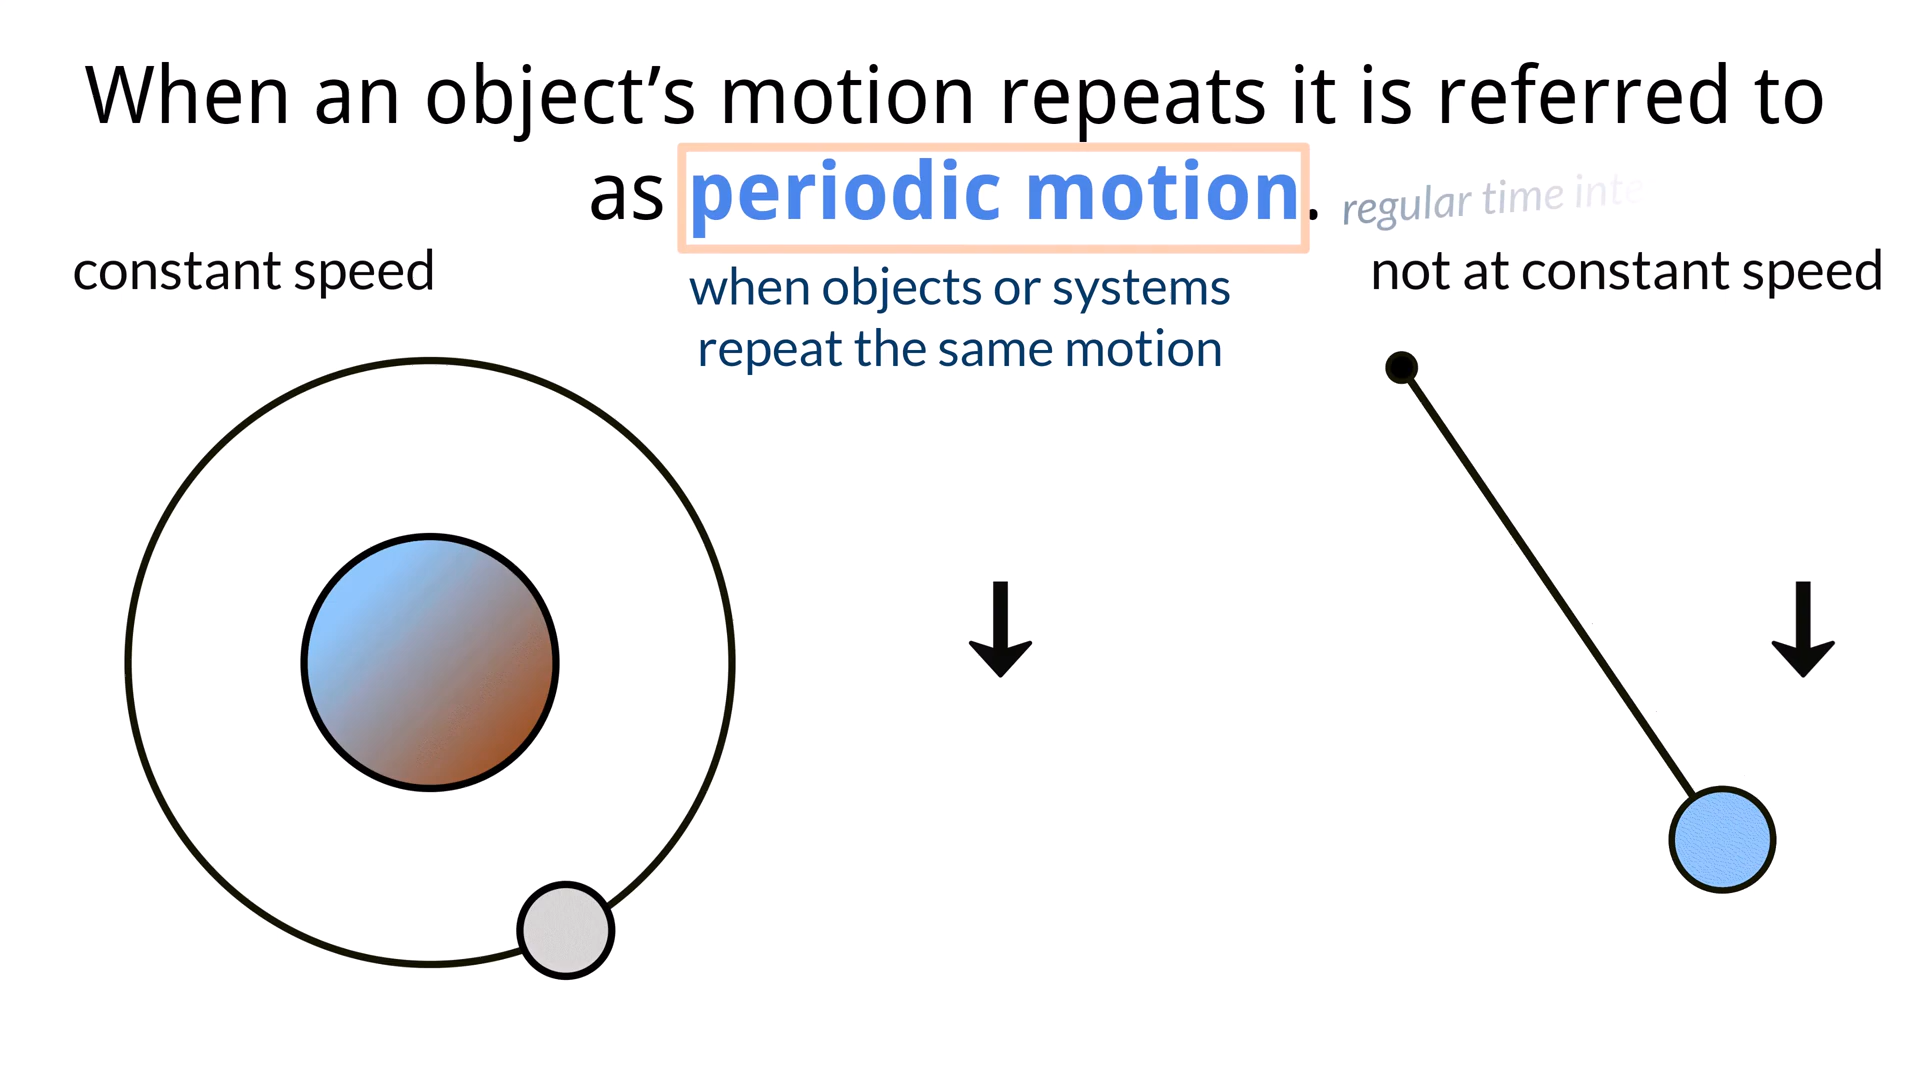 When an object’s motion repeats it is referred to
as periodic motion. regular time
constant speed
when objects or systems
repeat the same motion
not at constant speed